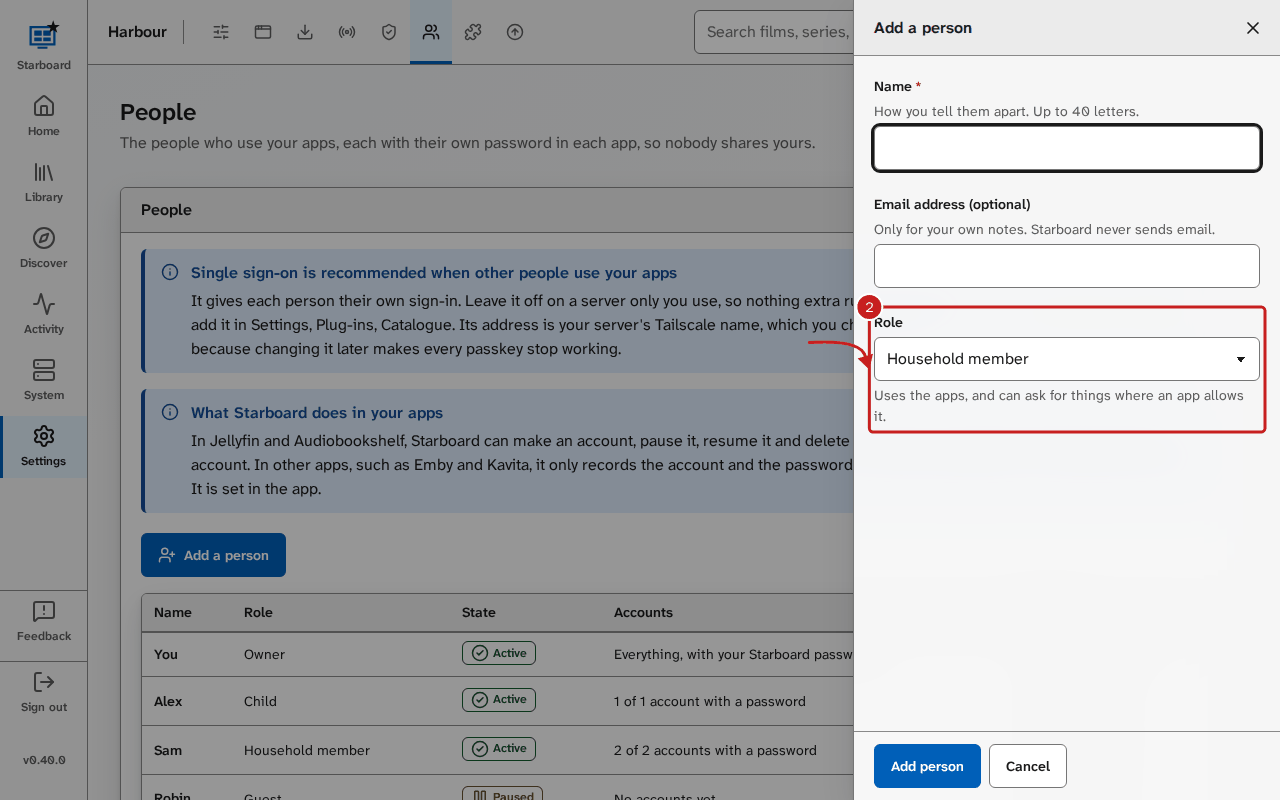 Starboard
Home
Library
Discover
Activity
System
Settings
Feedback
Sign out
v0.40.0
Harbour
Search films, series,
People
The people who use your apps, each with their own password in each app, so nobody shares yours.
People
Single sign-on is recommended when other people use your apps
It gives each person their own sign-in. Leave it off on a server only you use, so nothing extra
add it in Settings, Plug-ins, Catalogue. Its address is your server's Tailscale name, which you
because changing it later makes every passkey stop working.
What Starboard does in your apps
In Jellyfin and Audiobookshelf, Starboard can make an account, pause it, resume it and delete
account. In other apps, such as Emby and Kavita, it only records the account and the password
It is set in the app.
Add a person
Name Role State Accounts
You Owner Active Everything, with your Starboard
Alex Child Active 1 of 1 account with a password
Sam Household member Active 2 of 2 accounts with a password
Robin Guest Paused No accounts yet
Add a person
Name *
How you tell them apart. Up to 40 letters.
Email address (optional)
Only for your own notes. Starboard never sends email.
2
Role
Household member
Uses the apps, and can ask for things where an app allows
it.
Add person
Cancel